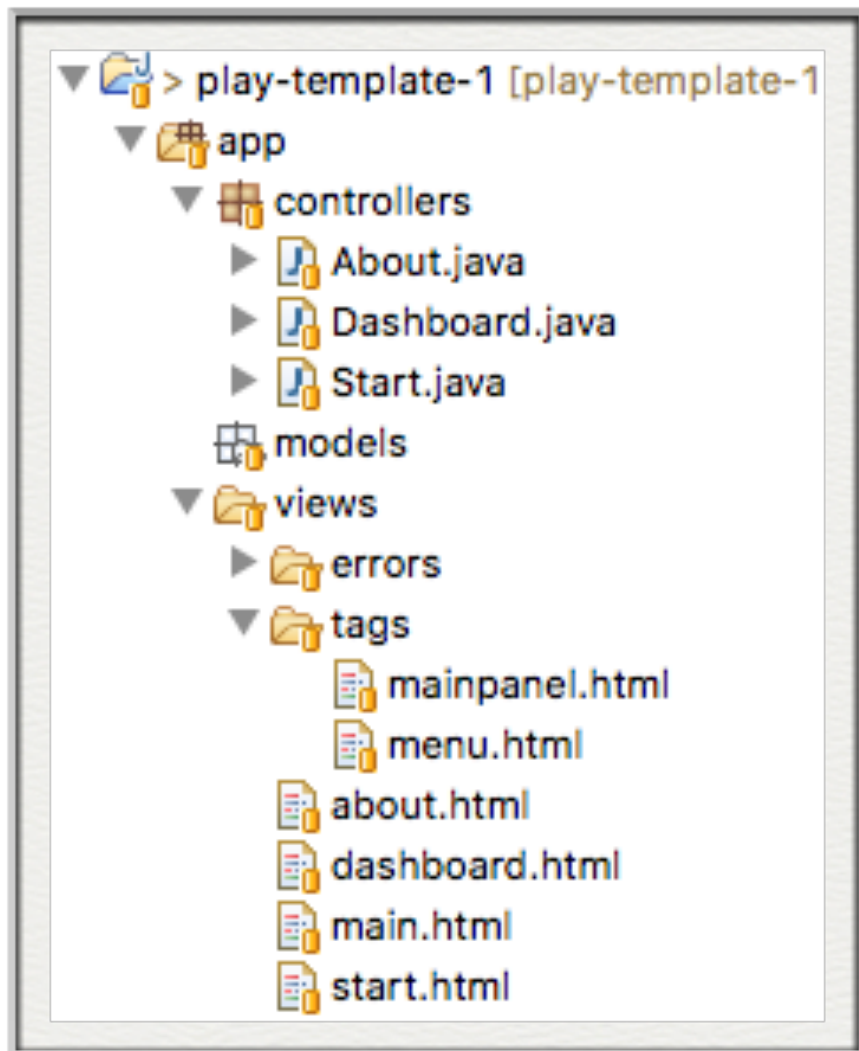 > play-template-1 [play-template-1
app
controllers
About.java
Dashboard.java
Start.java
models
views
errors
tags
mainpanel.html
menu.html
about.html
dashboard.html
main.html
start.html